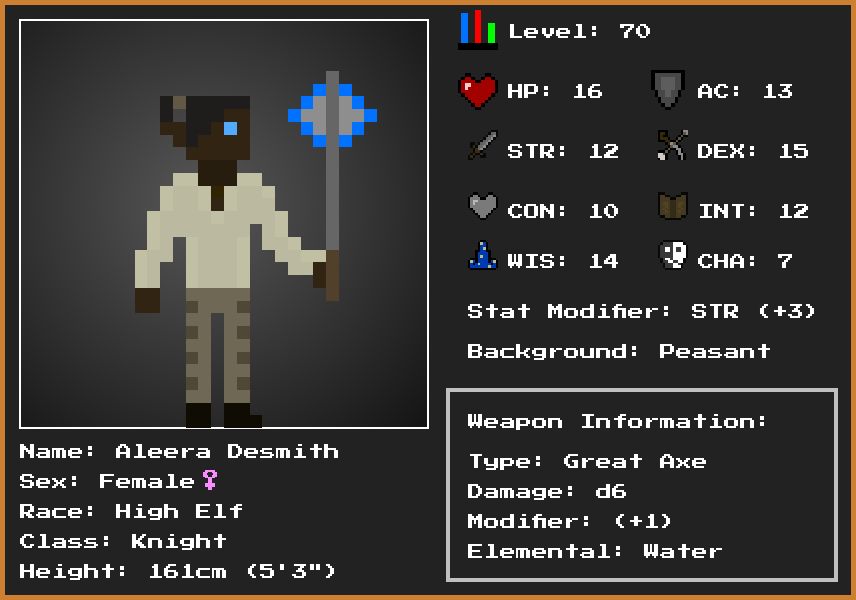 Level: 70
HP: 16 AC: 13
STR: 12 DEX: 15
CON: 10 INT: 12
WIS: 14 CHA: 7
Stat Modifier: STR (+3)
Background: Peasant
Weapon Information:
Type: Great Axe
Damage: d6
Modifier: (+1)
Elemental: Water
Name: Aleera Desmith
Sex: Female♀
Race: High Elf
Class: Knight
Height: 161cm (5'3")